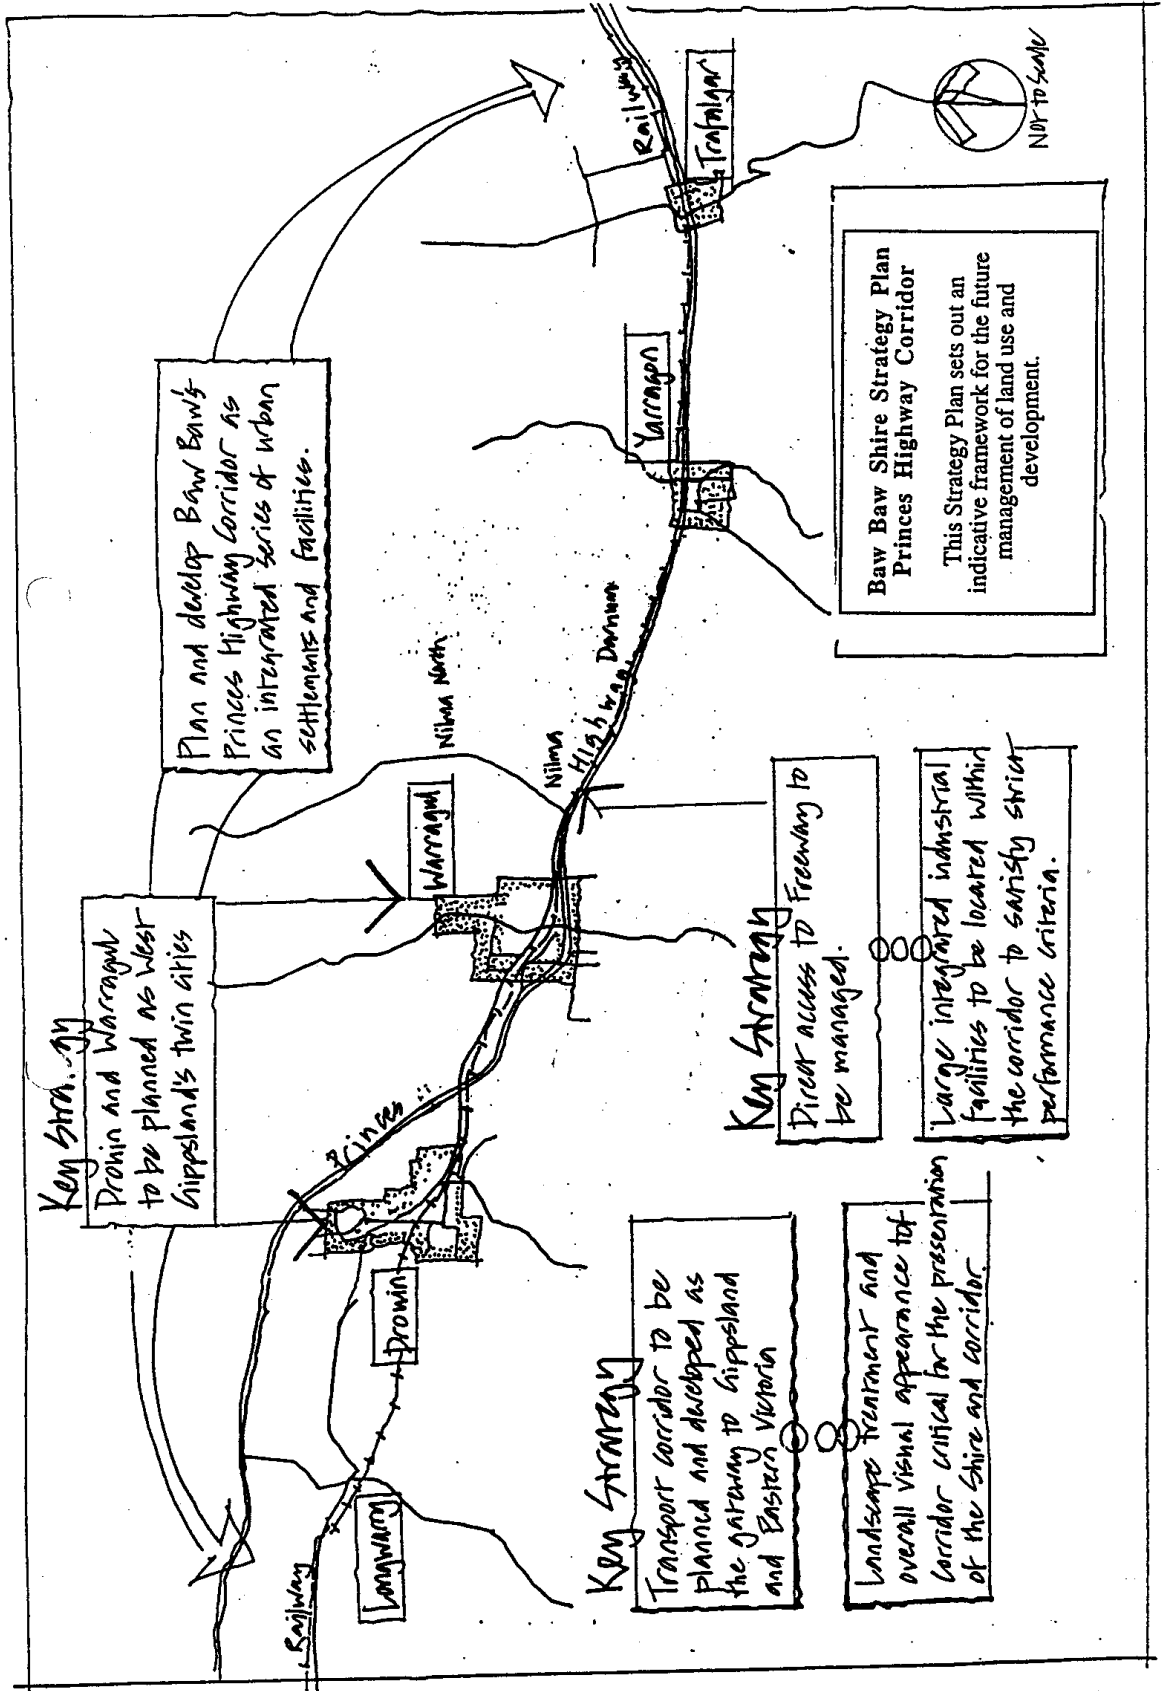 Key Stra.gy
Drouin and Warragul
to be planned as West
Gippsland's twin cities
Plan and develop Baw Baw's
Princes Highway Corridor as
an integrated series of urban
settlements and facilities.
Railway
Longwarry
Drouin
Princes
Warragul
Nilma North
Nilma
Highway
Darnum
Yarragon
Railway
Trafalgar
Key Strategy
Transport corridor to be
planned and developed as
the gateway to Gippsland
and Eastern Victoria
Landscape treatment and
overall visual appearance of
corridor critical for the presentation
of the Shire and corridor.
Key Strategy
Direct access to Freeway to
be managed.
Large integrated industrial
facilities to be located within
the corridor to satisfy strict
performance criteria.
Baw Baw Shire Strategy Plan
Princes Highway Corridor
This Strategy Plan sets out an
indicative framework for the future
management of land use and
development.
Not to Scale